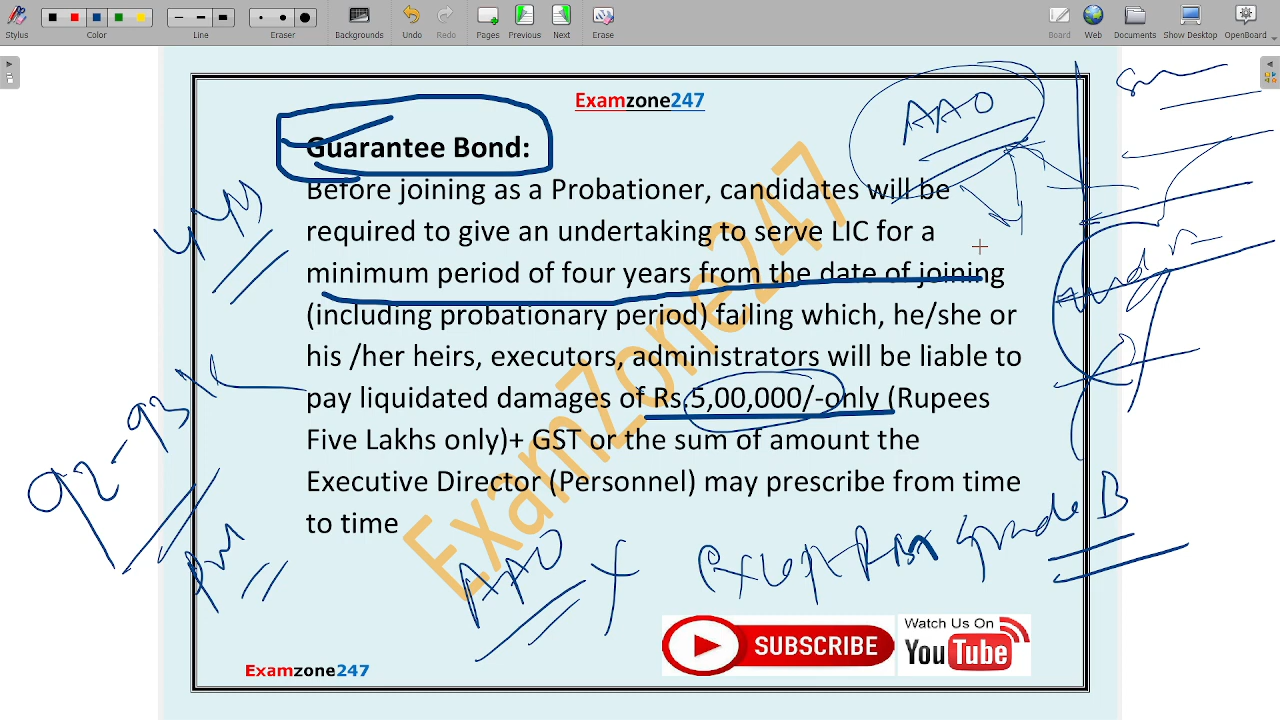 Stylus Color Line Eraser Backgrounds Undo Redo Pages Previous Next Erase Board Web Documents Show Desktop OpenBoard
Examzone247
AAO
Guarantee Bond:
Before joining as a Probationer, candidates will be
required to give an undertaking to serve LIC for a
minimum period of four years from the date of joining
(including probationary period) failing which, he/she or
his /her heirs, executors, administrators will be liable to
pay liquidated damages of Rs.5,00,000/-only (Rupees
Five Lakhs only)+ GST or the sum of amount the
Executive Director (Personnel) may prescribe from time
to time
92-93K
AAO
Grade B
ExamZone247
SUBSCRIBE
Watch Us On
YouTube
Examzone247